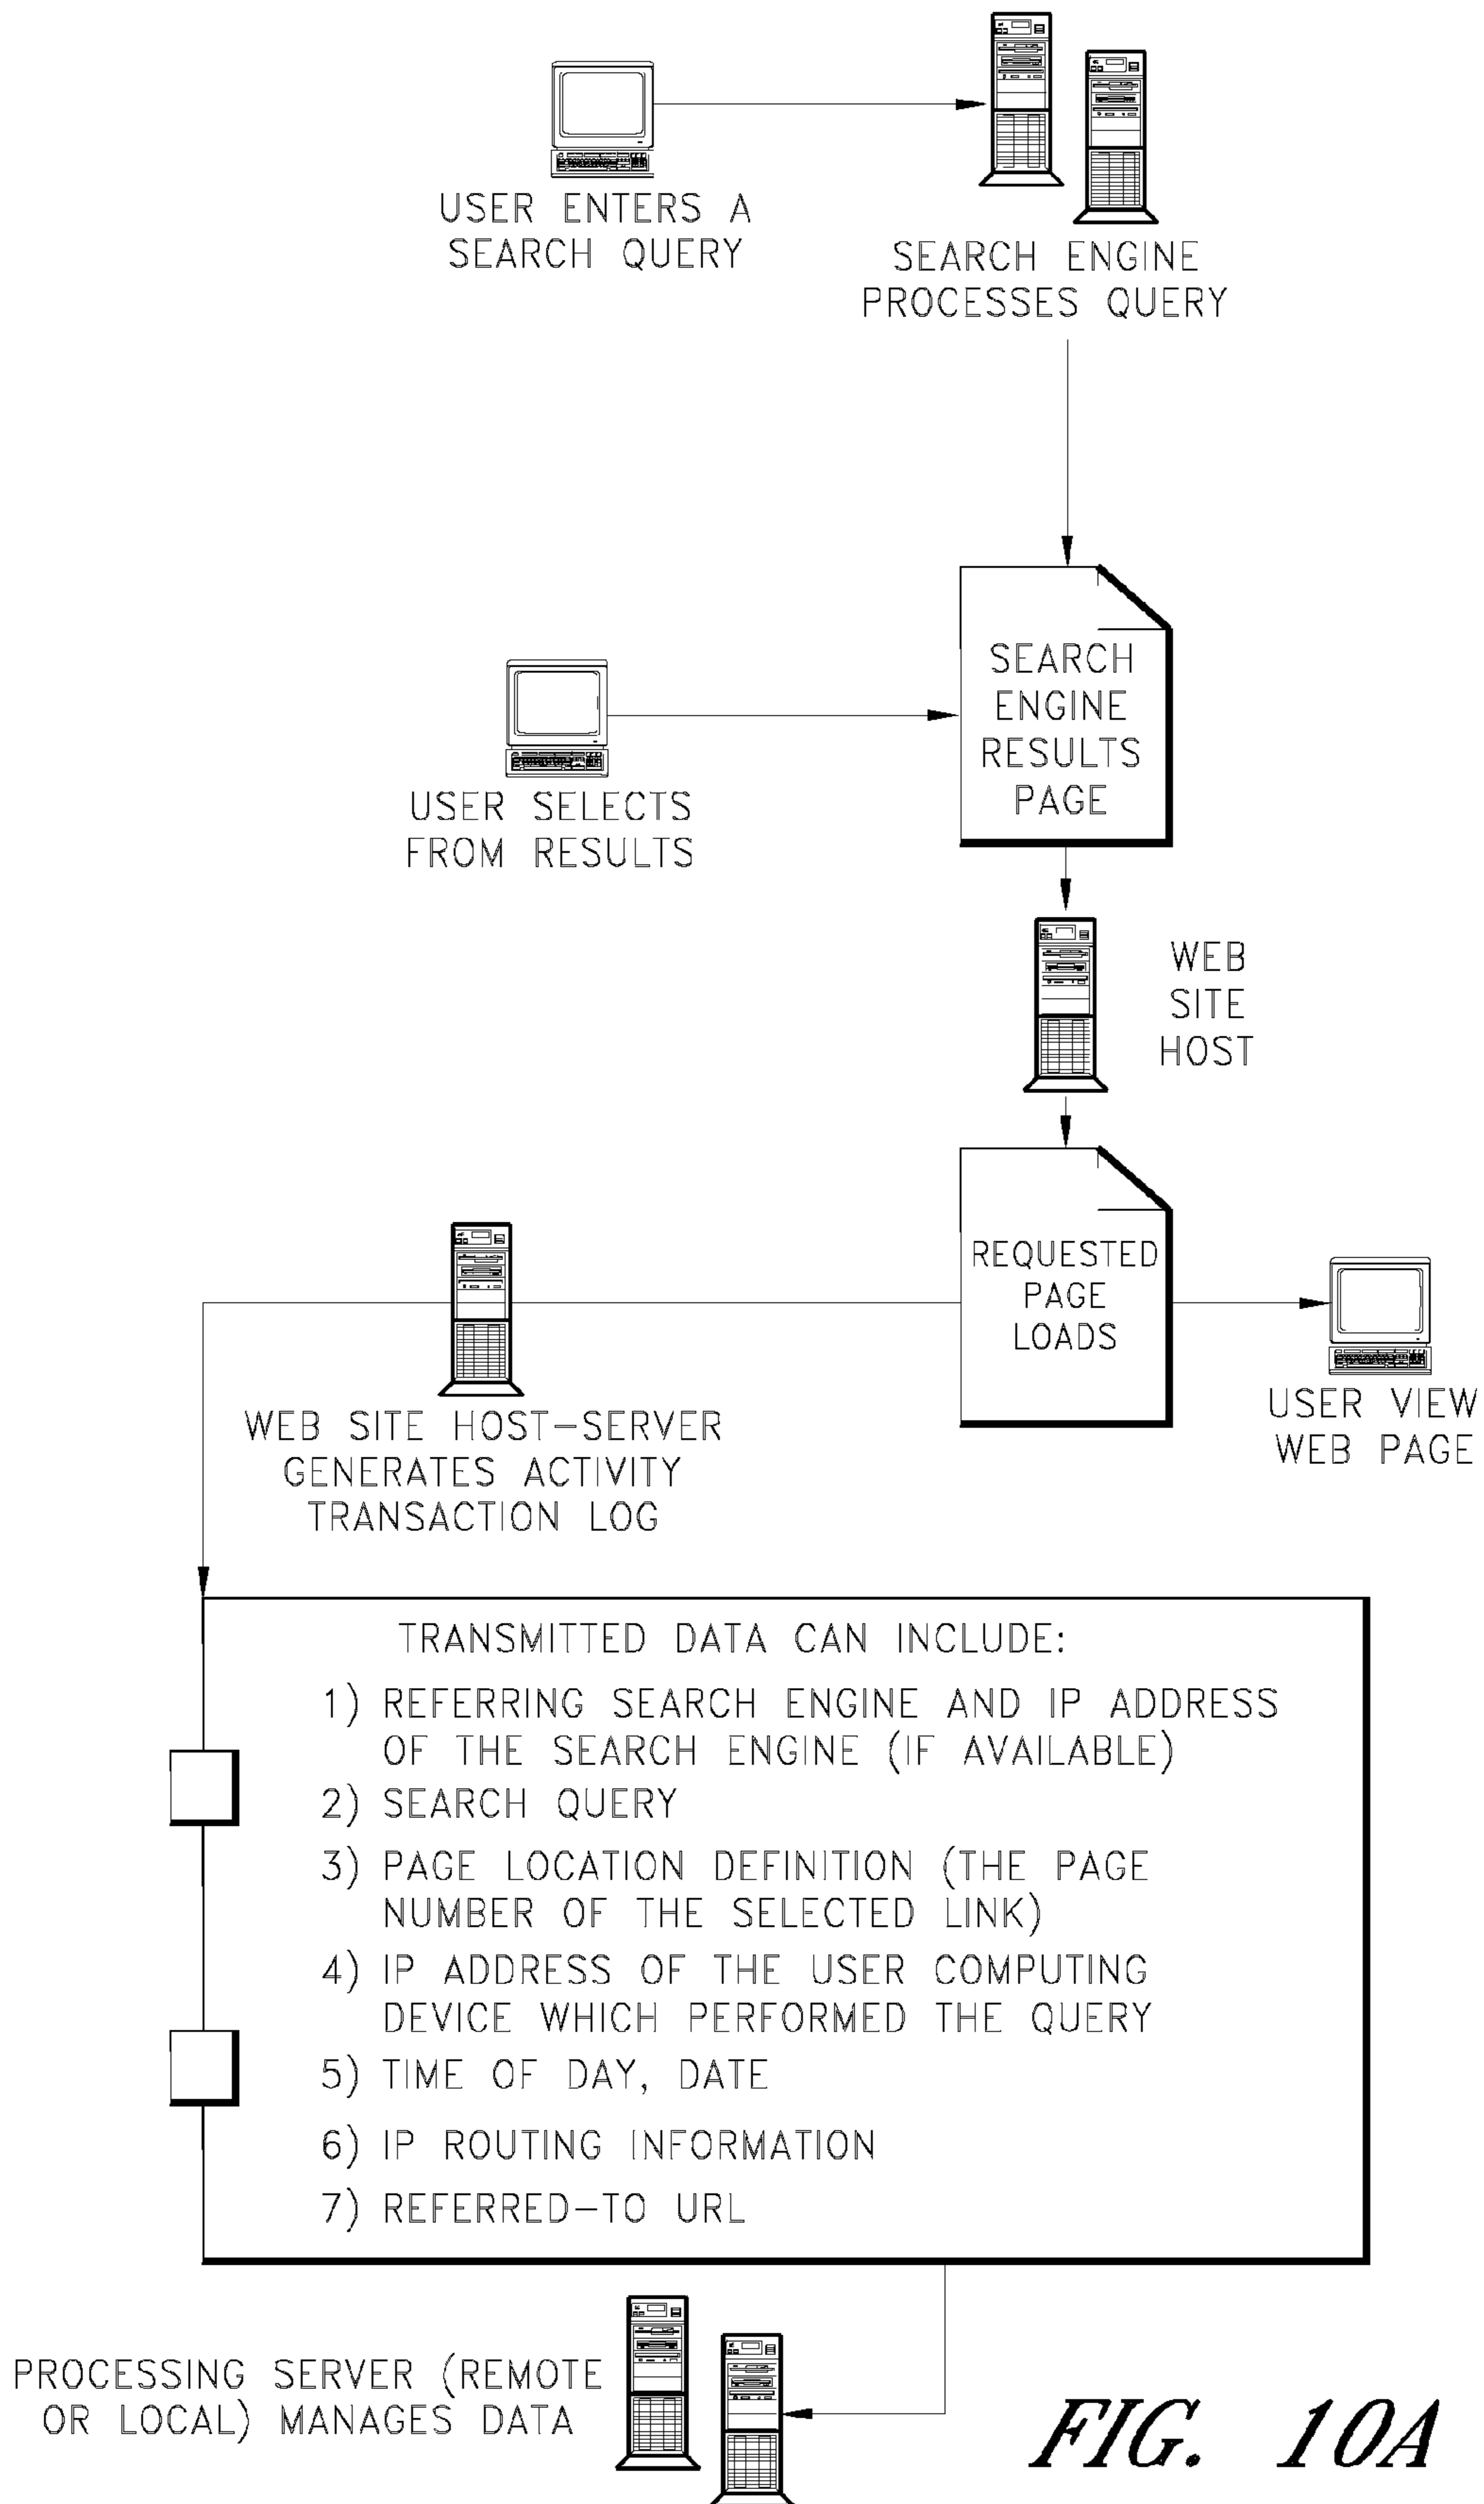 USER ENTERS A
SEARCH QUERY
SEARCH ENGINE
PROCESSES QUERY
SEARCH
ENGINE
RESULTS
PAGE
USER SELECTS
FROM RESULTS
WEB
SITE
HOST
REQUESTED
PAGE
LOADS
USER VIEW
WEB PAGE
WEB SITE HOST-SERVER
GENERATES ACTIVITY
TRANSACTION LOG
TRANSMITTED DATA CAN INCLUDE:
1) REFERRING SEARCH ENGINE AND IP ADDRESS
OF THE SEARCH ENGINE (IF AVAILABLE)
2) SEARCH QUERY
3) PAGE LOCATION DEFINITION (THE PAGE
NUMBER OF THE SELECTED LINK)
4) IP ADDRESS OF THE USER COMPUTING
DEVICE WHICH PERFORMED THE QUERY
5) TIME OF DAY, DATE
6) IP ROUTING INFORMATION
7) REFERRED-TO URL
PROCESSING SERVER (REMOTE
OR LOCAL) MANAGES DATA
FIG. 10A